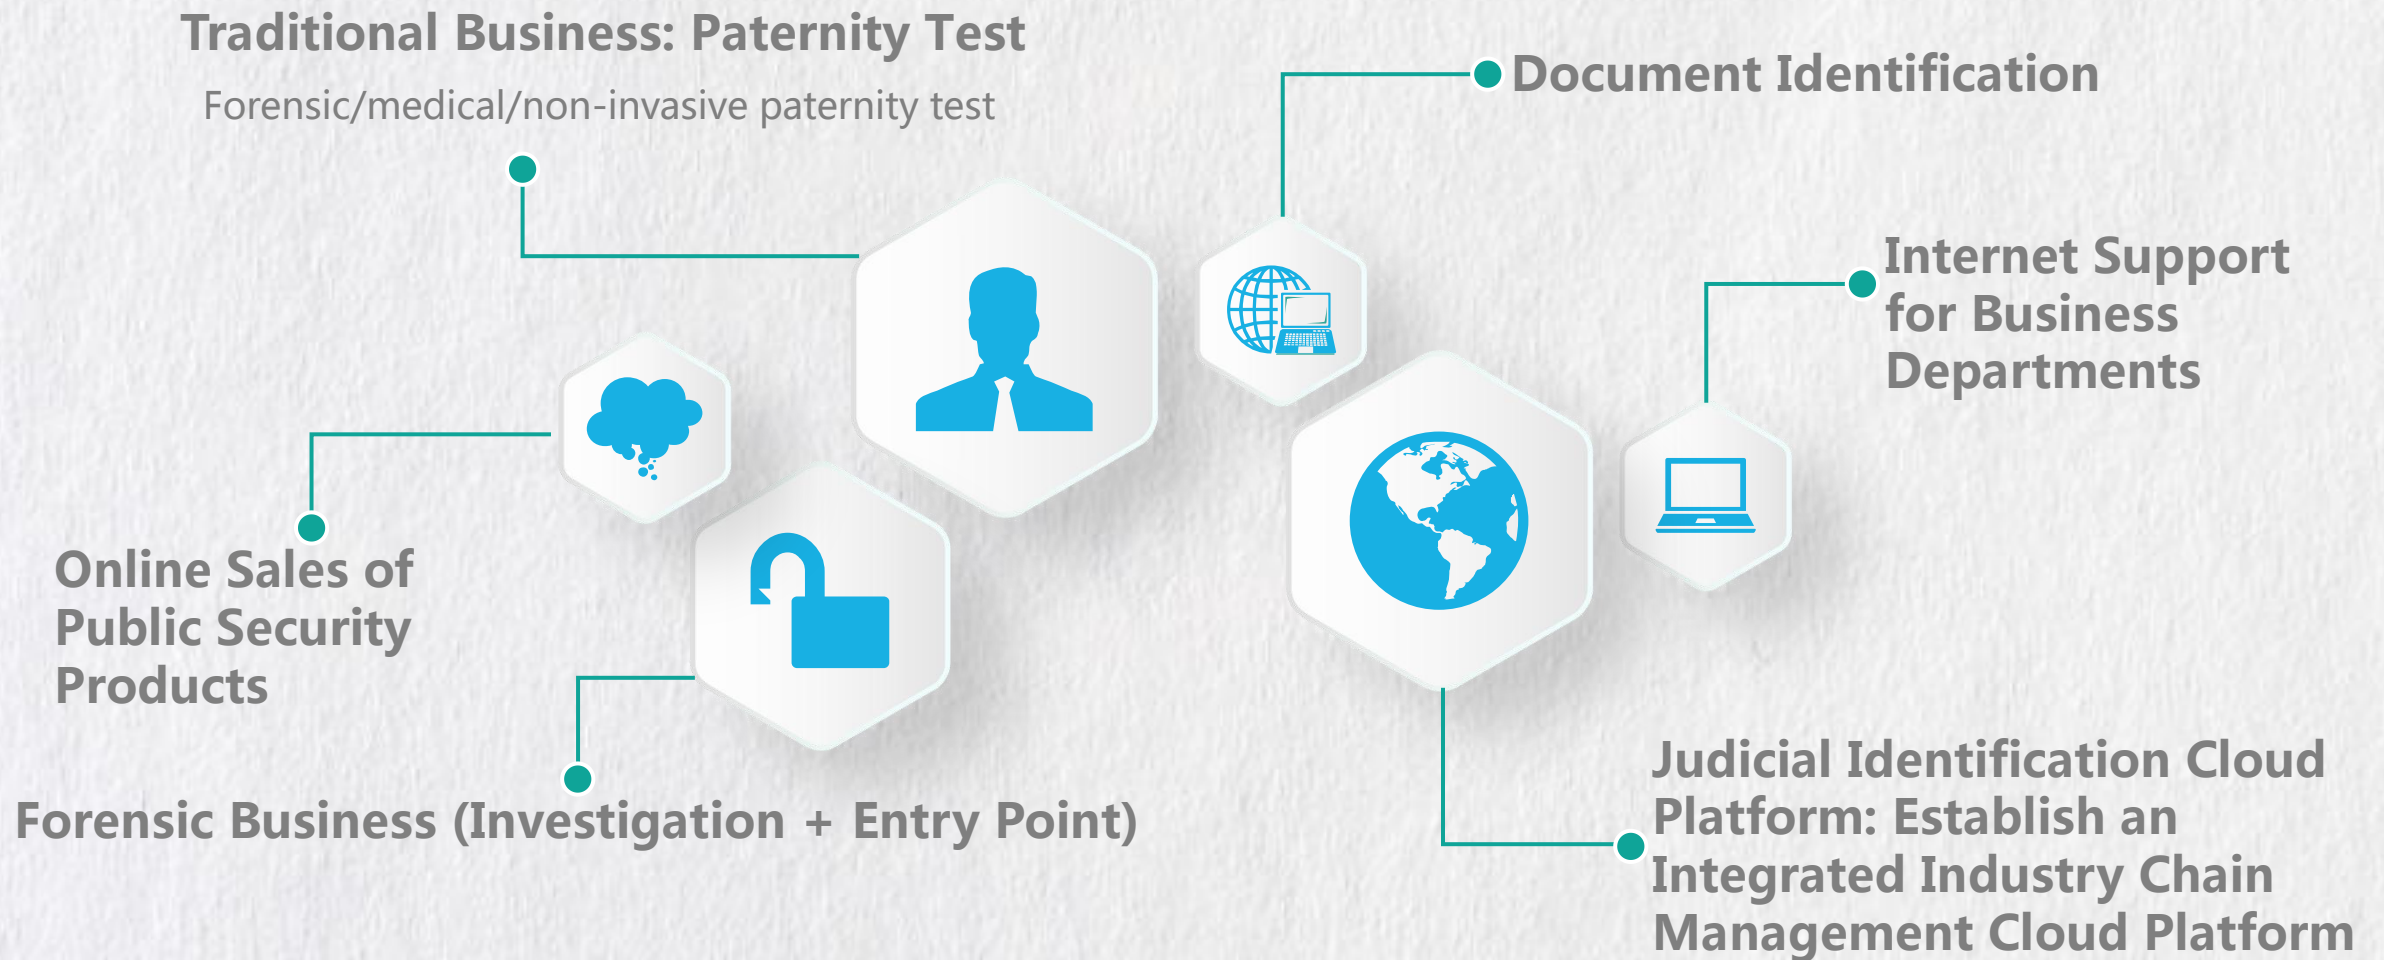 Traditional Business: Paternity Test
Forensic/medical/non-invasive paternity test
Document Identification
Internet Support
for Business
Departments
Online Sales of
Public Security
Products
Forensic Business (Investigation + Entry Point)
Judicial Identification Cloud
Platform: Establish an
Integrated Industry Chain
Management Cloud Platform